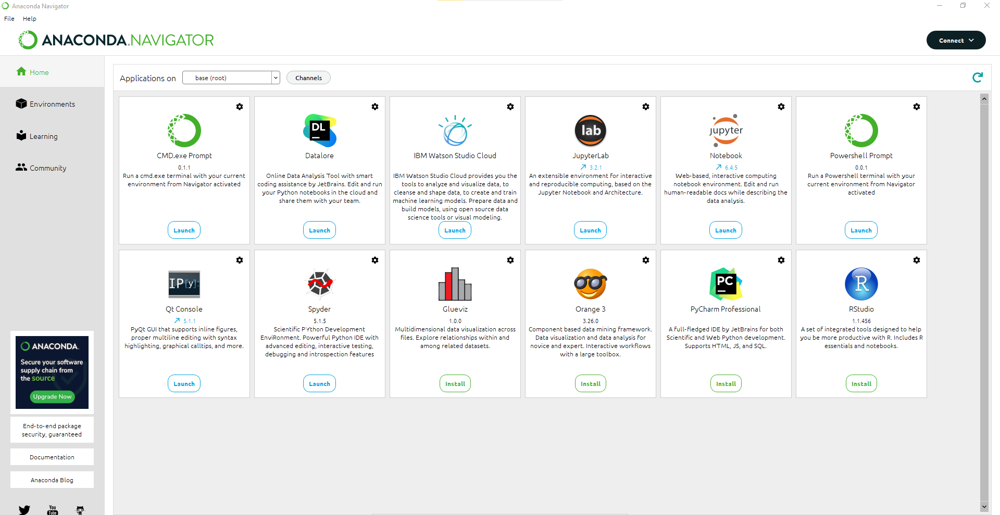 Anaconda Navigator
File Help
ANACONDA.NAVIGATOR
Connect
Home
Environments
Learning
Community
Applications on base (root) Channels
CMD.exe Prompt
0.1.1
Run a cmd.exe terminal with your current
environment from Navigator activated
Launch
DL
Datalore
Online Data Analysis Tool with smart
coding assistance by JetBrains. Edit and run
your Python notebooks in the cloud and
share them with your team.
Launch
IBM Watson Studio Cloud
IBM Watson Studio Cloud provides you the
tools to analyze and visualize data, to
cleanse and shape data, to create and train
machine learning models. Prepare data and
build models, using open source data
science tools or visual modeling.
Launch
lab
JupyterLab
3.2.1
An extensible environment for interactive
and reproducible computing, based on the
Jupyter Notebook and Architecture.
Launch
jupyter
Notebook
6.4.5
Web-based, interactive computing
notebook environment. Edit and run
human-readable docs while describing the
data analysis.
Launch
Powershell Prompt
0.0.1
Run a Powershell terminal with your
current environment from Navigator
activated
Launch
IP[y]:
Qt Console
5.1.1
PyQt GUI that supports inline figures,
proper multiline editing with syntax
highlighting, graphical calltips, and more.
Launch
Spyder
5.1.5
Scientific PYthon Development
EnviRonment. Powerful Python IDE with
advanced editing, interactive testing,
debugging and introspection features
Launch
Glueviz
1.0.0
Multidimensional data visualization across
files. Explore relationships within and
among related datasets.
Install
Orange 3
3.26.0
Component based data mining framework.
Data visualization and data analysis for
novice and expert. Interactive workflows
with a large toolbox.
Install
PC
PyCharm Professional
A full-fledged IDE by JetBrains for both
Scientific and Web Python development.
Supports HTML, JS, and SQL.
Install
R
RStudio
1.1.456
A set of integrated tools designed to help
you be more productive with R. Includes R
essentials and notebooks.
Install
ANACONDA.
Secure your software
supply chain from
the source
Upgrade Now
End-to-end package
security, guaranteed
Documentation
Anaconda Blog
You
Tube